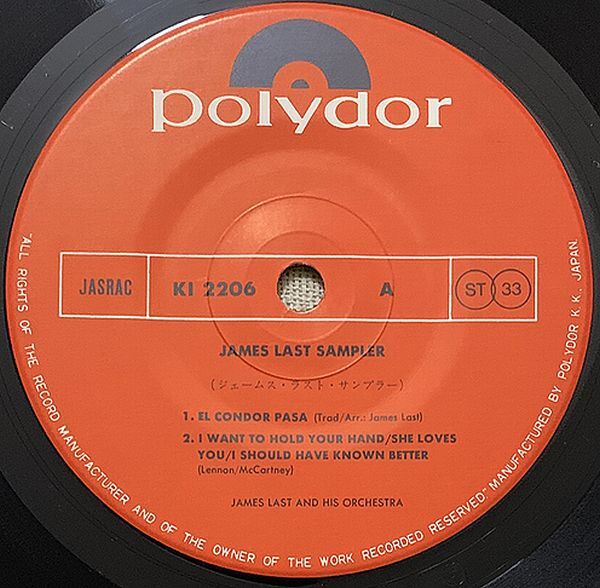 polydor
JASRAC
KI 2206
A
ST 33
JAMES LAST SAMPLER
(ジェームス・ラスト・サンプラー)
1. EL CONDOR PASA (Trad/Arr.: James Last)
2. I WANT TO HOLD YOUR HAND/SHE LOVES
YOU/I SHOULD HAVE KNOWN BETTER
(Lennon/McCartney)
JAMES LAST AND HIS ORCHESTRA
"ALL RIGHTS OF THE RECORD MANUFACTURER AND OF THE OWNER OF THE WORK RECORDED RESERVED." MANUFACTURED BY POLYDOR K. K., JAPAN.